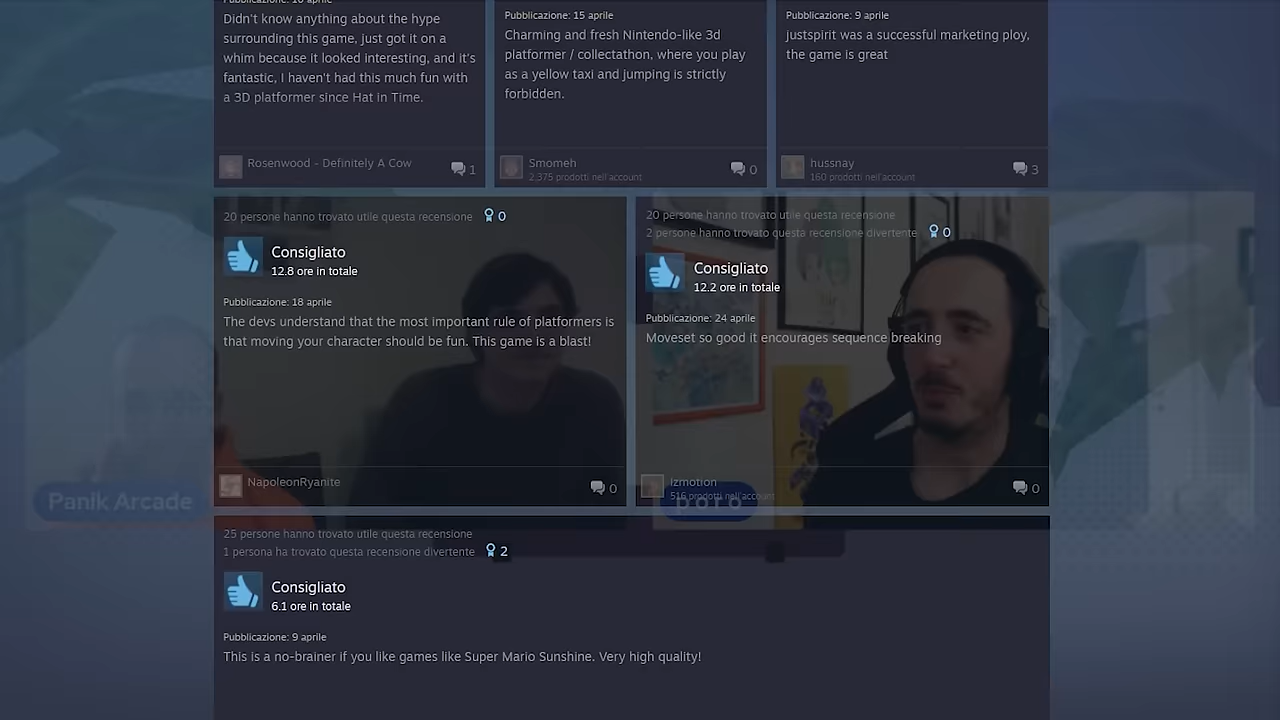 Pubblicazione: 10 aprile
Didn't know anything about the hype
surrounding this game, just got it on a
whim because it looked interesting, and it's
fantastic, I haven't had this much fun with
a 3D platformer since Hat in Time.
Rosenwood - Definitely A Cow
1
Pubblicazione: 15 aprile
Charming and fresh Nintendo-like 3d
platformer / collectathon, where you play
as a yellow taxi and jumping is strictly
forbidden.
Smomeh
2,375 prodotti nell'account
0
Pubblicazione: 9 aprile
justspirit was a successful marketing ploy,
the game is great
hussnay
160 prodotti nell'account
3
20 persone hanno trovato utile questa recensione
0
Consigliato
12.8 ore in totale
Pubblicazione: 18 aprile
The devs understand that the most important rule of platformers is
that moving your character should be fun. This game is a blast!
NapoleonRyanite
0
20 persone hanno trovato utile questa recensione
2 persone hanno trovato questa recensione divertente
0
Consigliato
12.2 ore in totale
Pubblicazione: 24 aprile
Moveset so good it encourages sequence breaking
Izmotion
516 prodotti nell'account
0
Panik Arcade
poro
25 persone hanno trovato utile questa recensione
1 persona ha trovato questa recensione divertente
2
Consigliato
6.1 ore in totale
Pubblicazione: 9 aprile
This is a no-brainer if you like games like Super Mario Sunshine. Very high quality!